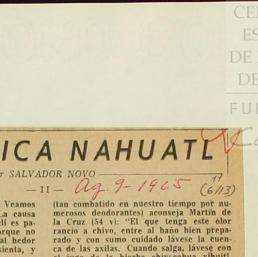 CE
ES
DE
DE
FU
ICA NAHUATL
SALVADOR NOVO
— 11 — Ag. 9-1965 (6/13)
Veamos
La causa
es pa-
rque no
al hedor
sienta, y
(tan combatido en nuestro tiempo por nu-
merosos deodorantes) aconseja Martín de
la Cruz (54 v): "El que tenga este olor
rancio a chivo, entre al baño bien prepa-
rado y con sumo cuidado lávese la cuen-
ca de las axilas. Cuando salga, lávese con